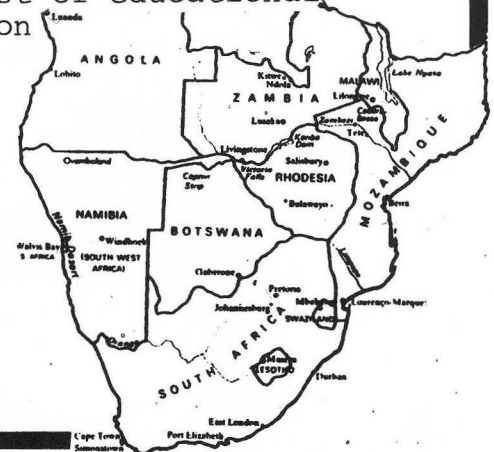 st of educational
on
Luanda
ANGOLA
Lobito
Kitwe
Ndola
ZAMBIA
Lusaka
MALAWI
Lilongwe
Lake Nyasa
Zambezi
Tete
Livingstone
Kariba
Dam
Salisbury
Ovamboland
Caprivi
Strip
Victoria
Falls
RHODESIA
MOZAMBIQUE
Bulawayo
Beira
NAMIBIA
Namib Desert
Windhoek
BOTSWANA
Walvis Bay
S AFRICA
(SOUTH WEST
AFRICA)
Gaberone
Limpopo
Pretoria
Mbabane
Lourenço-Marques
Johannesburg
SWAZILAND
Orange
SOUTH AFRICA
Maseru
LESOTHO
Durban
East London
Cape Town
Port Elizabeth
Simonstown